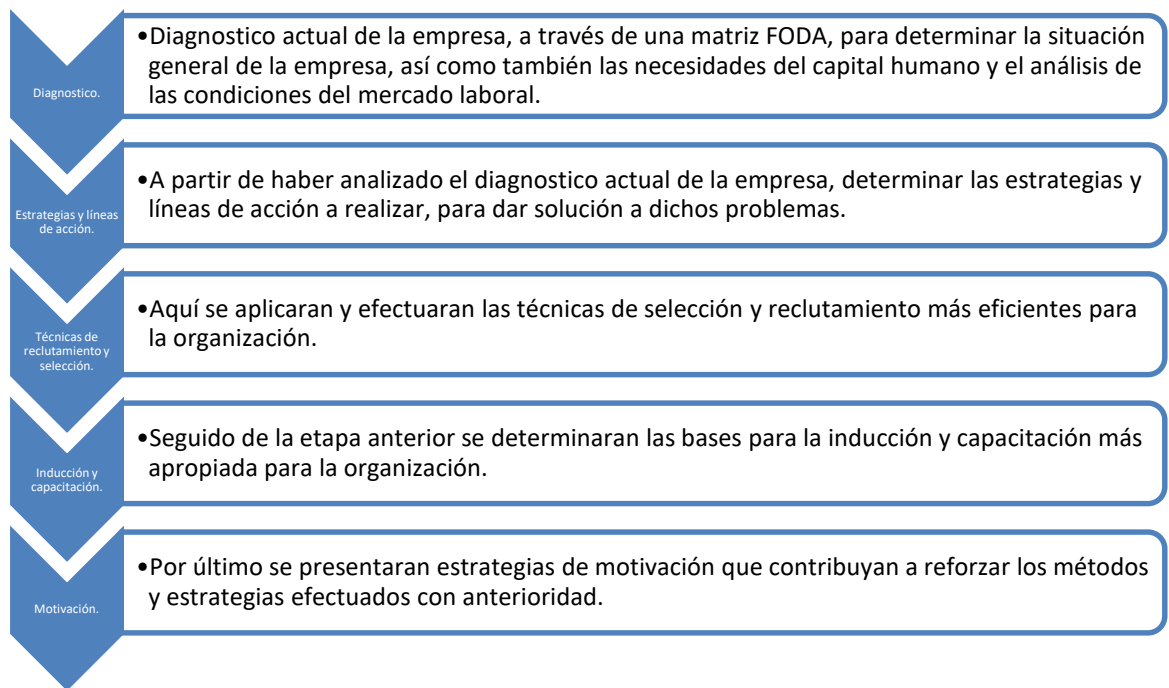 Diagnostico.
•Diagnostico actual de la empresa, a través de una matriz FODA, para determinar la situación
general de la empresa, así como también las necesidades del capital humano y el análisis de
las condiciones del mercado laboral.
Estrategias y líneas
de acción.
•A partir de haber analizado el diagnostico actual de la empresa, determinar las estrategias y
líneas de acción a realizar, para dar solución a dichos problemas.
Técnicas de
reclutamiento y
selección.
•Aquí se aplicaran y efectuaran las técnicas de selección y reclutamiento más eficientes para
la organización.
Inducción y
capacitación.
•Seguido de la etapa anterior se determinaran las bases para la inducción y capacitación más
apropiada para la organización.
Motivación.
•Por último se presentaran estrategias de motivación que contribuyan a reforzar los métodos
y estrategias efectuados con anterioridad.